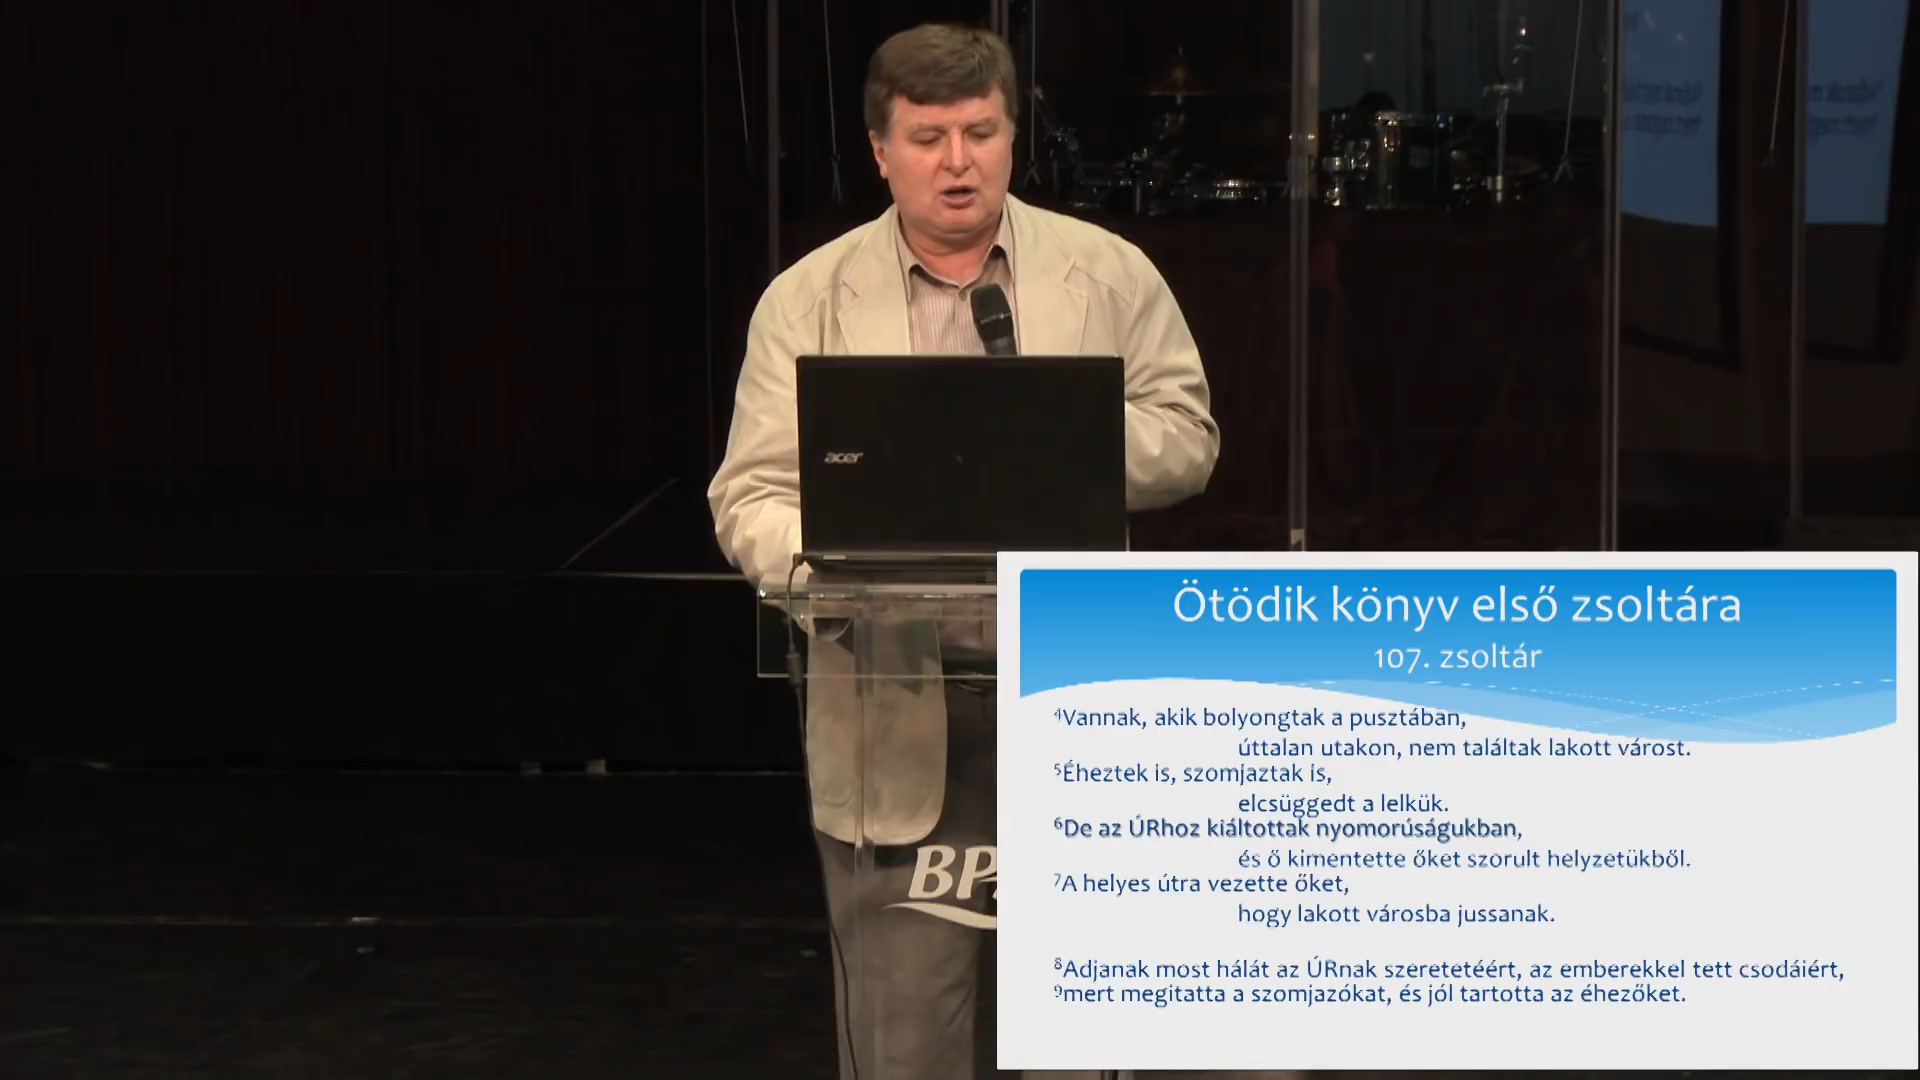 acer
Ötödik könyv első zsoltára
107. zsoltár
⁴Vannak, akik bolyongtak a pusztában,
úttalan utakon, nem találtak lakott várost.
⁵Éheztek is, szomjaztak is,
elcsüggedt a lelkük.
⁶De az ÚRhoz kiáltottak nyomorúságukban,
és ő kimentette őket szorult helyzetükből.
⁷A helyes útra vezette őket,
hogy lakott városba jussanak.
⁸Adjanak most hálát az ÚRnak szeretetéért, az emberekkel tett csodáiért,
⁹mert megitatta a szomjazókat, és jól tartotta az éhezőket.
BP